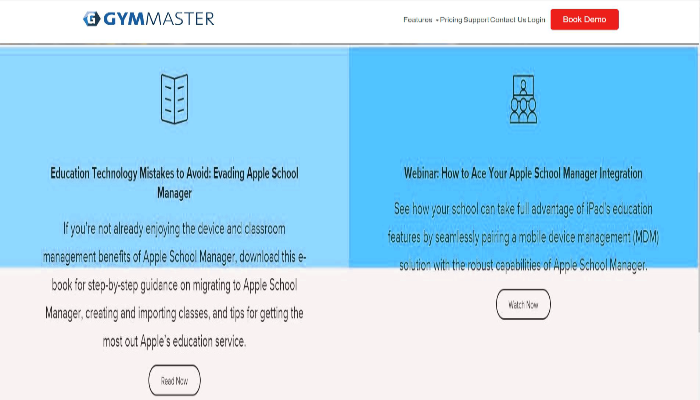 GYMMASTER
Features Pricing Support Contact Us Login Book Demo
Education Technology Mistakes to Avoid: Evading Apple School
Manager
If you're not already enjoying the device and classroom
management benefits of Apple School Manager, download this e-
book for step-by-step guidance on migrating to Apple School
Manager, creating and importing classes, and tips for getting the
most out Apple's education service.
Read Now
Webinar: How to Ace Your Apple School Manager Integration
See how your school can take full advantage of iPad's education
features by seamlessly pairing a mobile device management (MDM)
solution with the robust capabilities of Apple School Manager.
Watch Now